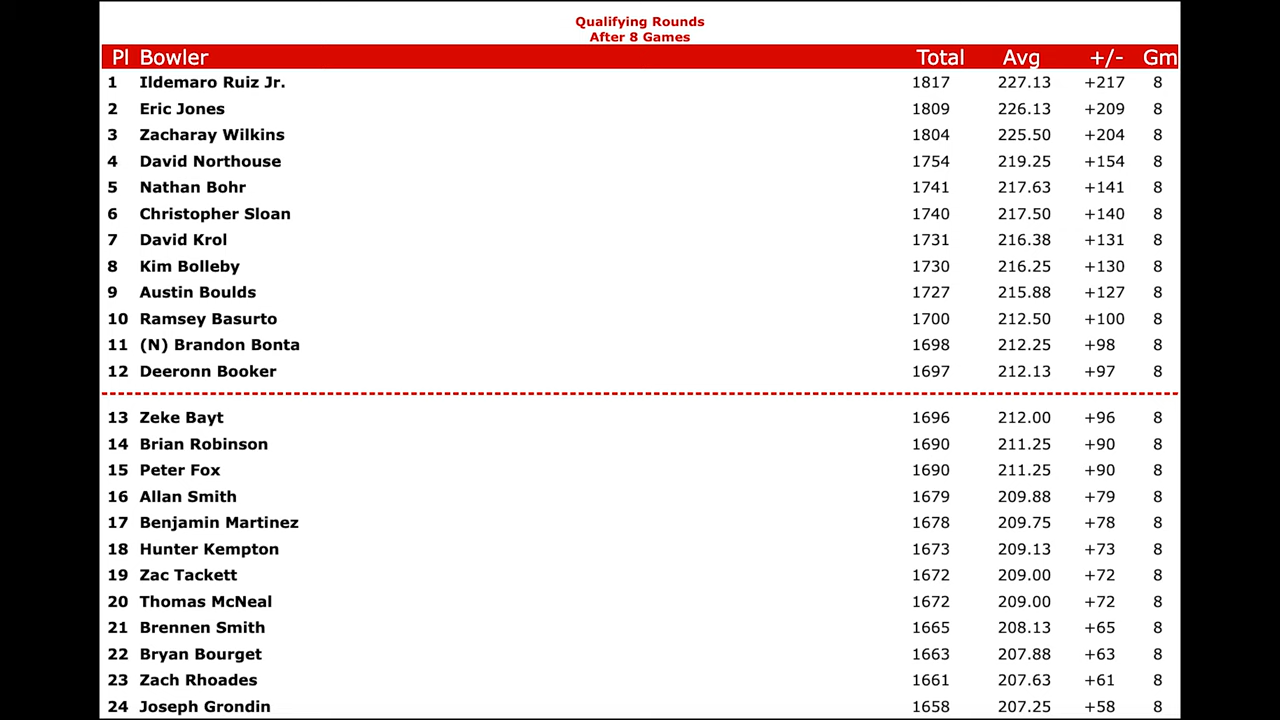 Qualifying Rounds
After 8 Games
Pl Bowler Total Avg +/- Gm
1 Ildemaro Ruiz Jr. 1817 227.13 +217 8
2 Eric Jones 1809 226.13 +209 8
3 Zacharay Wilkins 1804 225.50 +204 8
4 David Northouse 1754 219.25 +154 8
5 Nathan Bohr 1741 217.63 +141 8
6 Christopher Sloan 1740 217.50 +140 8
7 David Krol 1731 216.38 +131 8
8 Kim Bolleby 1730 216.25 +130 8
9 Austin Boulds 1727 215.88 +127 8
10 Ramsey Basurto 1700 212.50 +100 8
11 (N) Brandon Bonta 1698 212.25 +98 8
12 Deeronn Booker 1697 212.13 +97 8
13 Zeke Bayt 1696 212.00 +96 8
14 Brian Robinson 1690 211.25 +90 8
15 Peter Fox 1690 211.25 +90 8
16 Allan Smith 1679 209.88 +79 8
17 Benjamin Martinez 1678 209.75 +78 8
18 Hunter Kempton 1673 209.13 +73 8
19 Zac Tackett 1672 209.00 +72 8
20 Thomas McNeal 1672 209.00 +72 8
21 Brennen Smith 1665 208.13 +65 8
22 Bryan Bourget 1663 207.88 +63 8
23 Zach Rhoades 1661 207.63 +61 8
24 Joseph Grondin 1658 207.25 +58 8